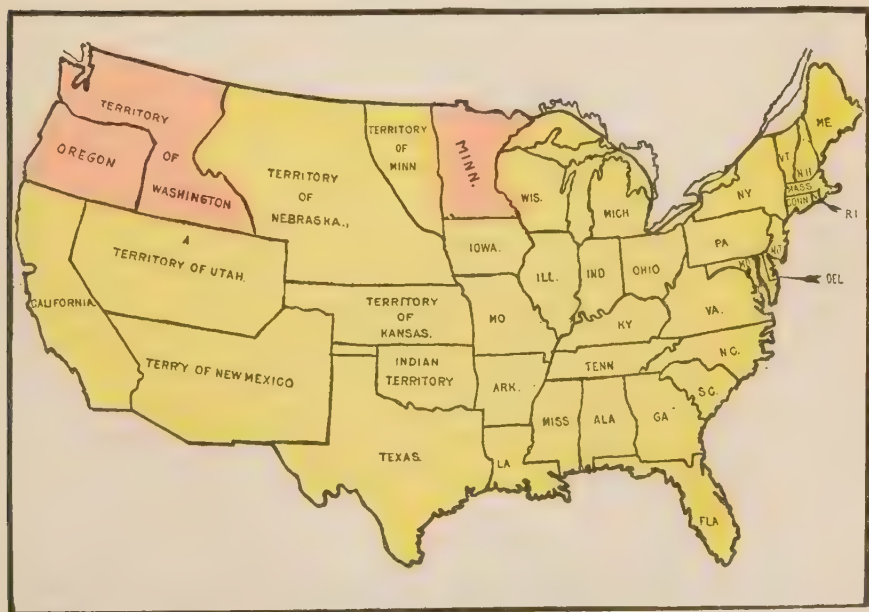 TERRITORY
OF
WASHINGTON
OREGON
TERRITORY
OF
NEBRASKA.
TERRITORY
OF
MINN
MINN.
WIS.
MICH
ME
VT.
N.H.
MASS
CONN
RI
NY
PA
N.J.
DEL
IOWA.
ILL.
IND
OHIO
VA.
KY
TERRITORY OF UTAH.
CALIFORNIA.
TERRITORY
OF
KANSAS.
MO
TERR'Y OF NEW MEXICO
INDIAN
TERRITORY
ARK.
TENN
N.C.
S.C.
MISS
ALA
GA
TEXAS.
LA
FLA